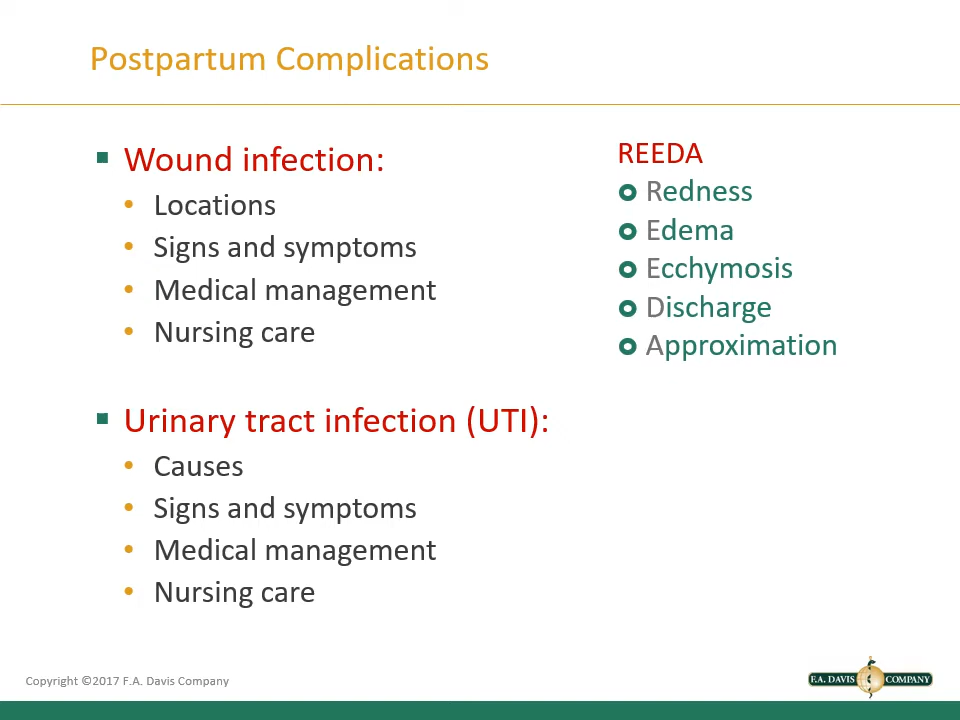 Postpartum Complications
Wound infection:
Locations
Signs and symptoms
Medical management
Nursing care
Urinary tract infection (UTI):
Causes
Signs and symptoms
Medical management
Nursing care
REEDA
Redness
Edema
Ecchymosis
Discharge
Approximation
Copyright ©2017 F.A. Davis Company
F.A. DAVIS COMPANY